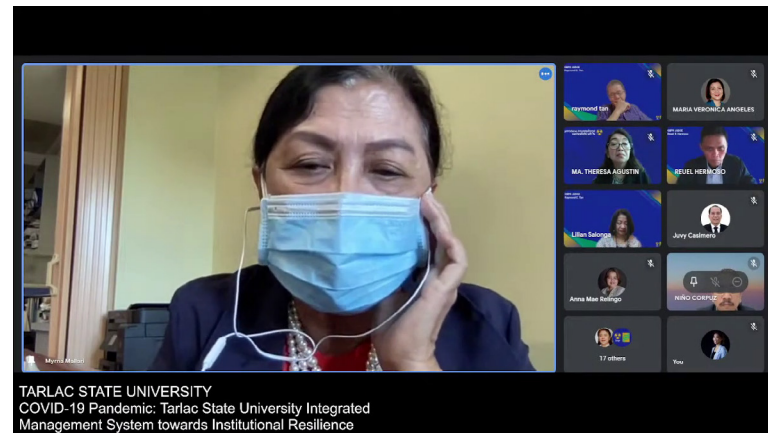 raymond tan
MARIA VERONICA ANGELES
MA. THERESA AGUSTIN
REUEL HERMOSO
Lilian Salonga
Juvy Casimero
Anna Mae Relingo
NIÑO CORPUZ
17 others
You
Myrna Mallari
TARLAC STATE UNIVERSITY
COVID-19 Pandemic: Tarlac State University Integrated
Management System towards Institutional Resilience